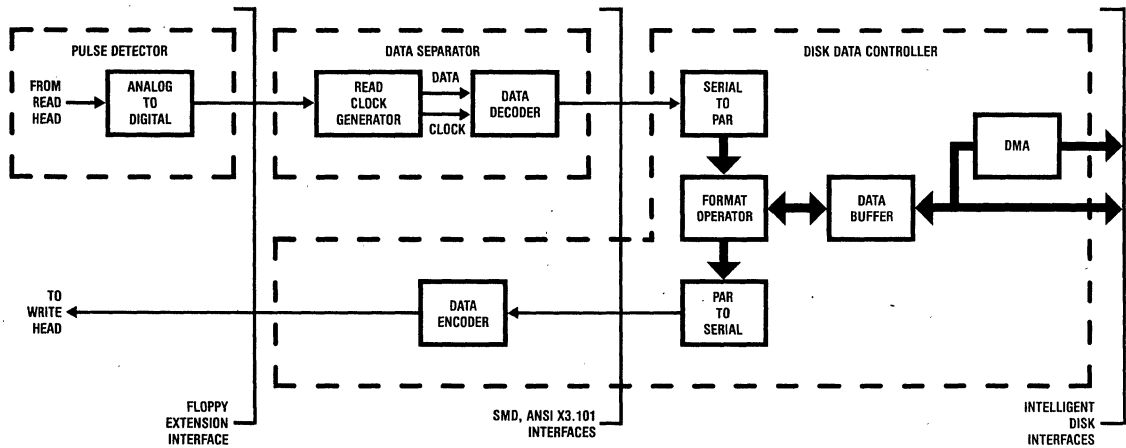 PULSE DETECTOR
DATA SEPARATOR
DISK DATA CONTROLLER
FROM
READ
HEAD
ANALOG
TO
DIGITAL
READ
CLOCK
GENERATOR
DATA
CLOCK
DATA
DECODER
SERIAL
TO
PAR
DMA
FORMAT
OPERATOR
DATA
BUFFER
TO
WRITE
HEAD
DATA
ENCODER
PAR
TO
SERIAL
FLOPPY
EXTENSION
INTERFACE
SMD, ANSI X3.101
INTERFACES
INTELLIGENT
DISK
INTERFACES